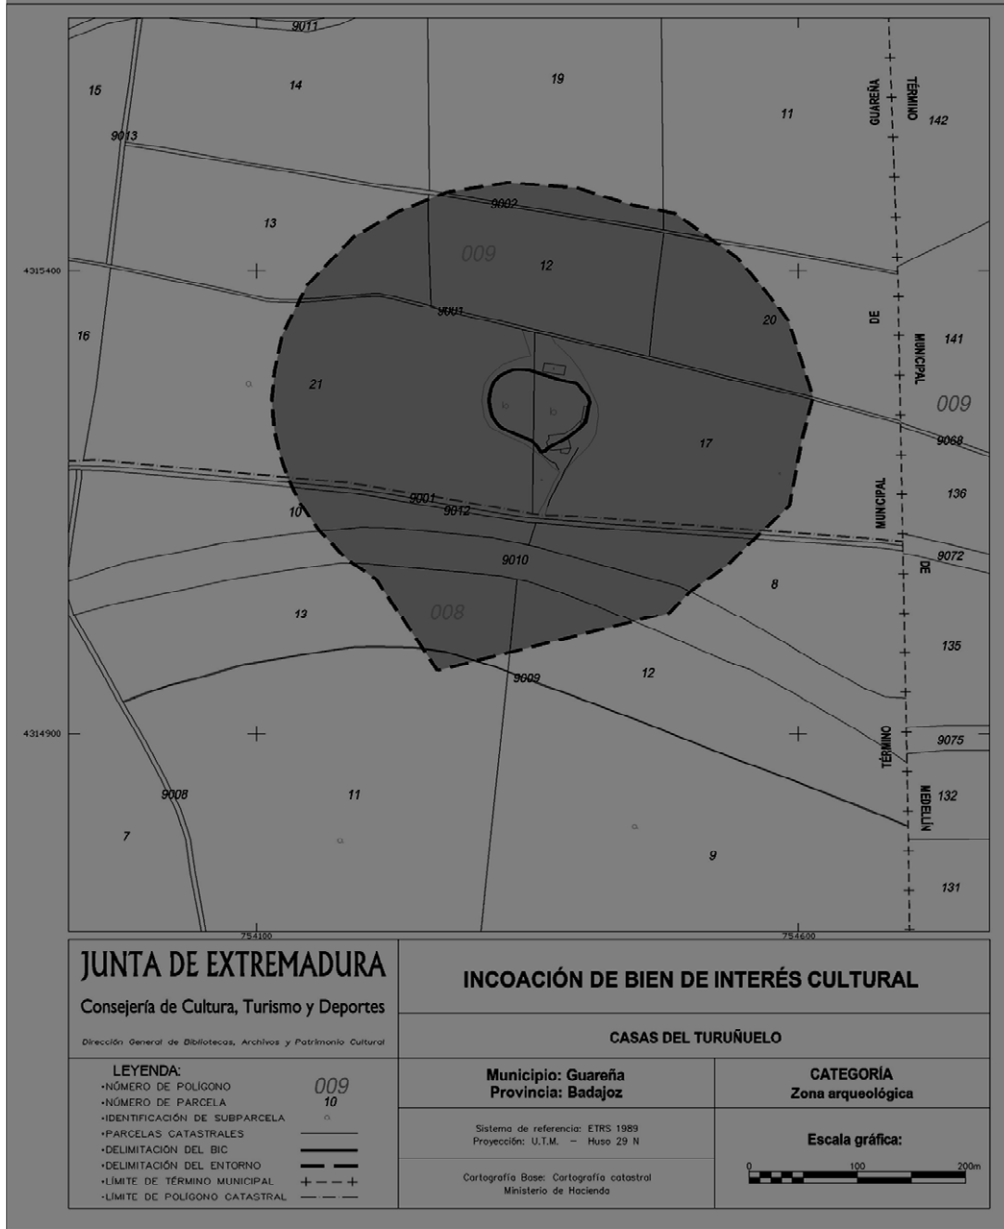 9011
15
14
19
11
GUAREÑA
TÉRMINO
142
9013
13
9002
009
12
4315400
9001
20
DE
16
MUNICIPAL
141
21
009
17
9068
9001
10
9012
MUNICIPAL
136
9010
9072
DE
8
008
13
135
12
9009
4314900
TÉRMINO
9075
9008
11
MEDELLÍN
132
7
9
131
754100
754600
JUNTA DE EXTREMADURA
Consejería de Cultura, Turismo y Deportes
Dirección General de Bibliotecas, Archivos y Patrimonio Cultural
INCOACIÓN DE BIEN DE INTERÉS CULTURAL
CASAS DEL TURUÑUELO
LEYENDA:
•NÚMERO DE POLÍGONO 009
•NÚMERO DE PARCELA 10
•IDENTIFICACIÓN DE SUBPARCELA a
•PARCELAS CATASTRALES
•DELIMITACIÓN DEL BIC
•DELIMITACIÓN DEL ENTORNO
•LÍMITE DE TÉRMINO MUNICIPAL
•LÍMITE DE POLÍGONO CATASTRAL
Municipio: Guareña
Provincia: Badajoz
Sistema de referencia: ETRS 1989
Proyección: U.T.M. – Huso 29 N
Cartografía Base: Cartografía catastral
Ministerio de Hacienda
CATEGORÍA
Zona arqueológica
Escala gráfica:
0 100 200m